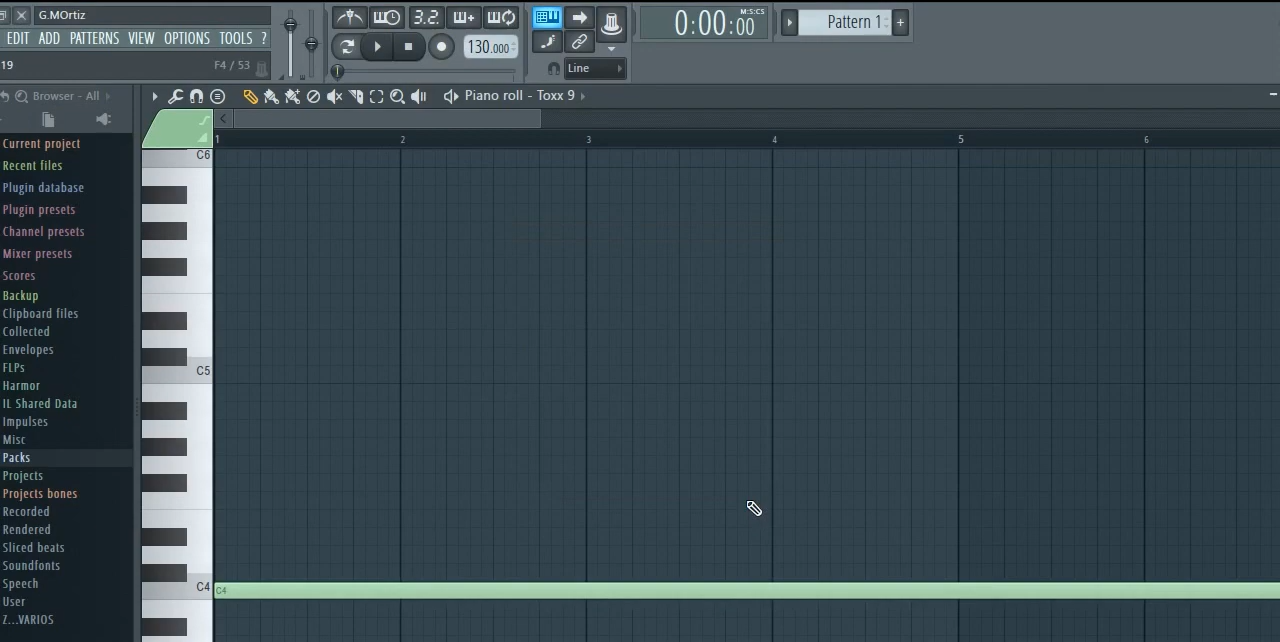 G.MOrtiz
EDIT ADD PATTERNS VIEW OPTIONS TOOLS ?
19 F4 / 53
3.2.
130.000
Line
M:S:CS
0:00:00
Pattern 1
Browser - All
Piano roll - Toxx 9
1 2 3 4 5 6
Current project
Recent files
Plugin database
Plugin presets
Channel presets
Mixer presets
Scores
Backup
Clipboard files
Collected
Envelopes
FLPs
Harmor
IL Shared Data
Impulses
Misc
Packs
Projects
Projects bones
Recorded
Rendered
Sliced beats
Soundfonts
Speech
User
Z...VARIOS
C6
C5
C4
C4